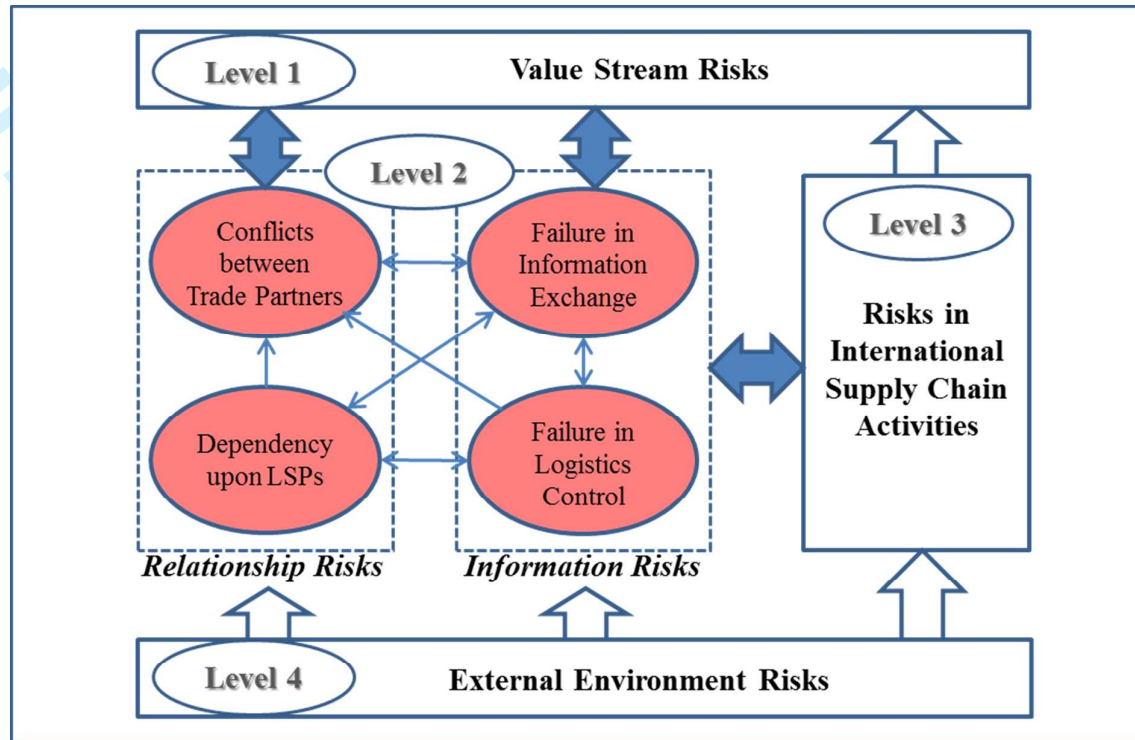 Level 1
Value Stream Risks
Level 2
Conflicts
between
Trade Partners
Failure in
Information
Exchange
Level 3
Risks in
International
Supply Chain
Activities
Dependency
upon LSPs
Failure in
Logistics
Control
Relationship Risks
Information Risks
Level 4
External Environment Risks